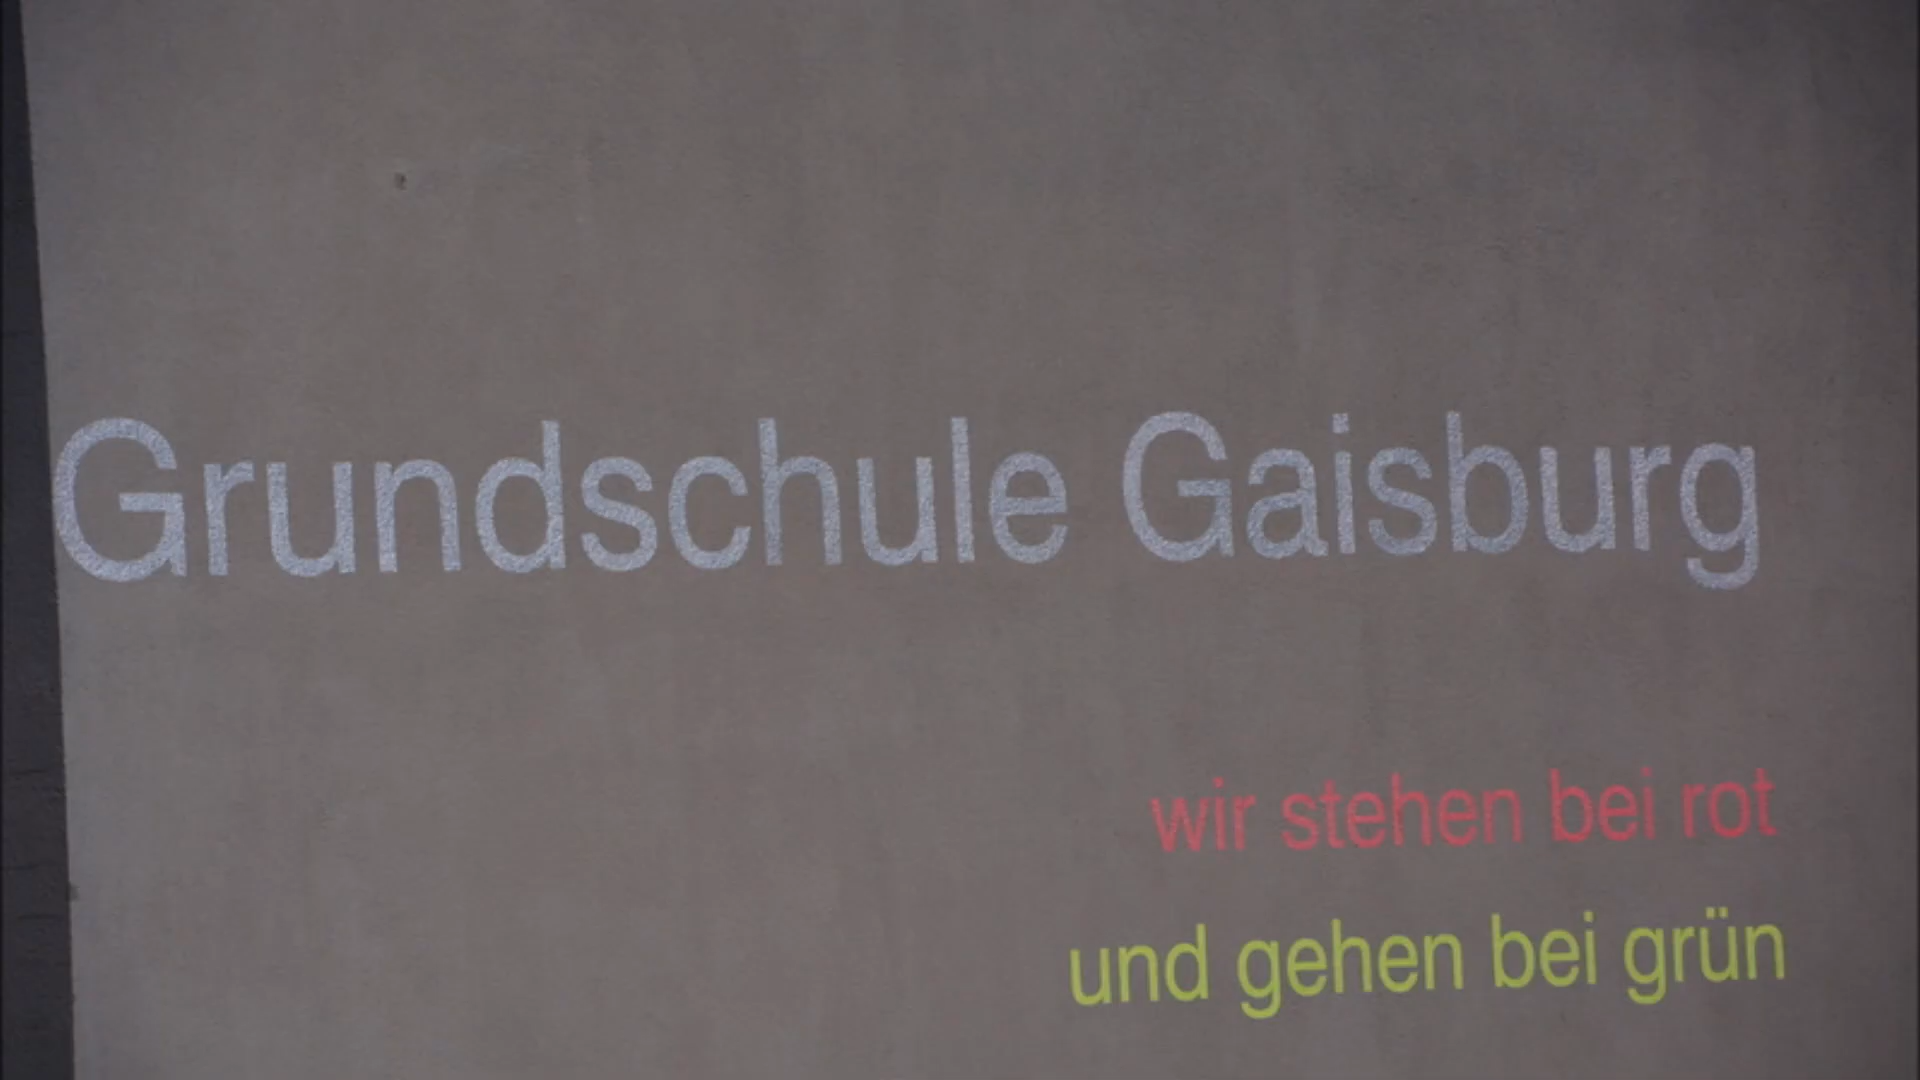 Grundschule Gaisburg
wir stehen bei rot
und gehen bei grün